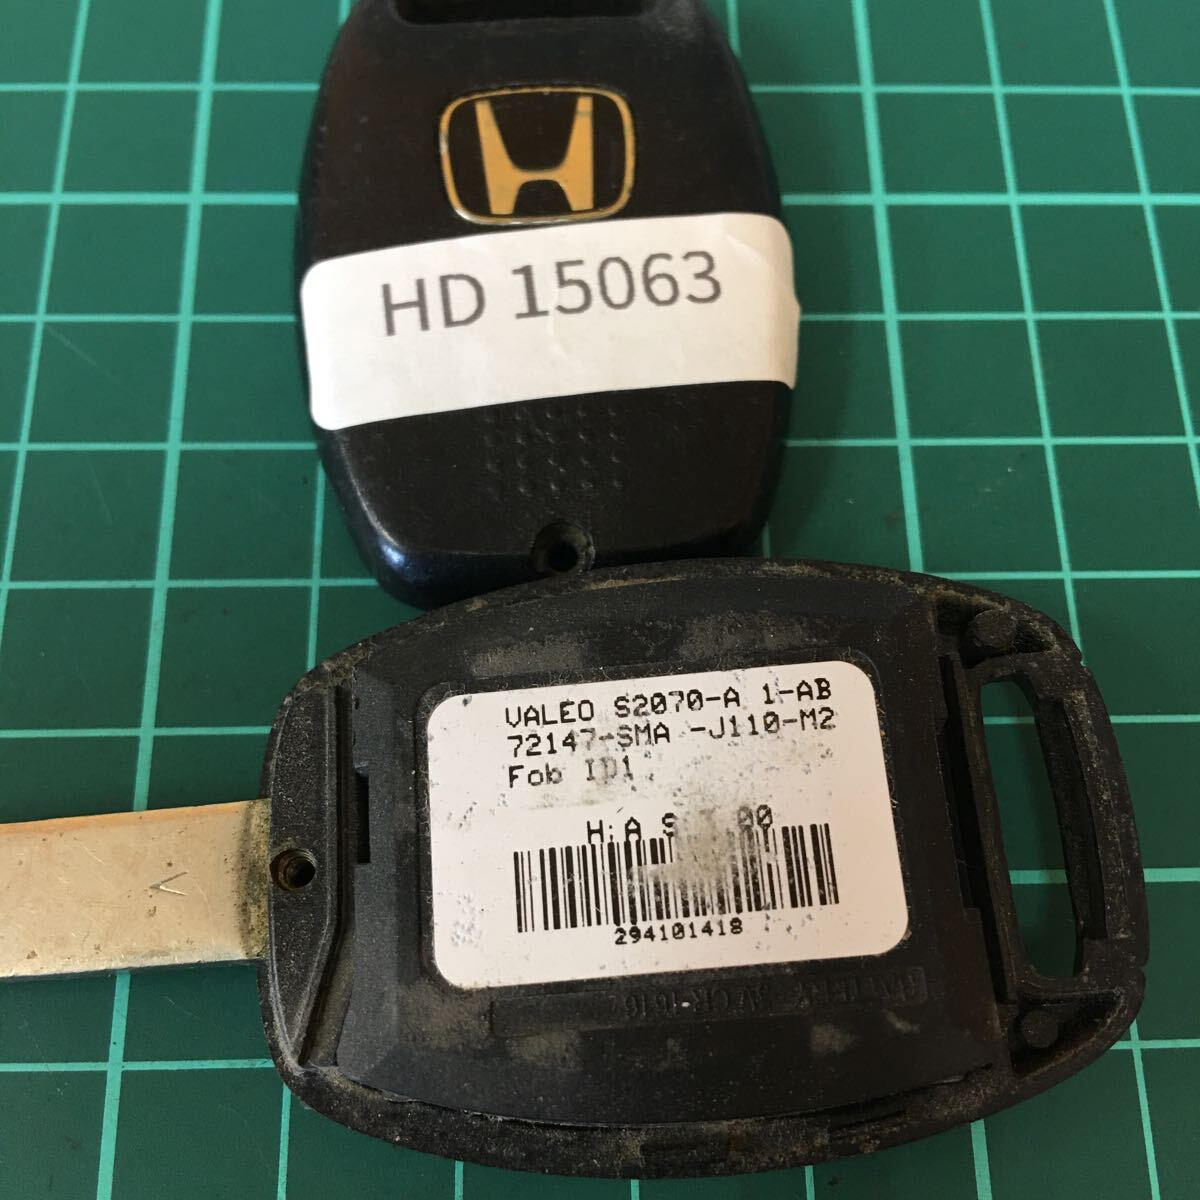 HD 15063
VALEO S2070-A 1-AB
72147-SMA -J110-M2
Fob ID1
294101418